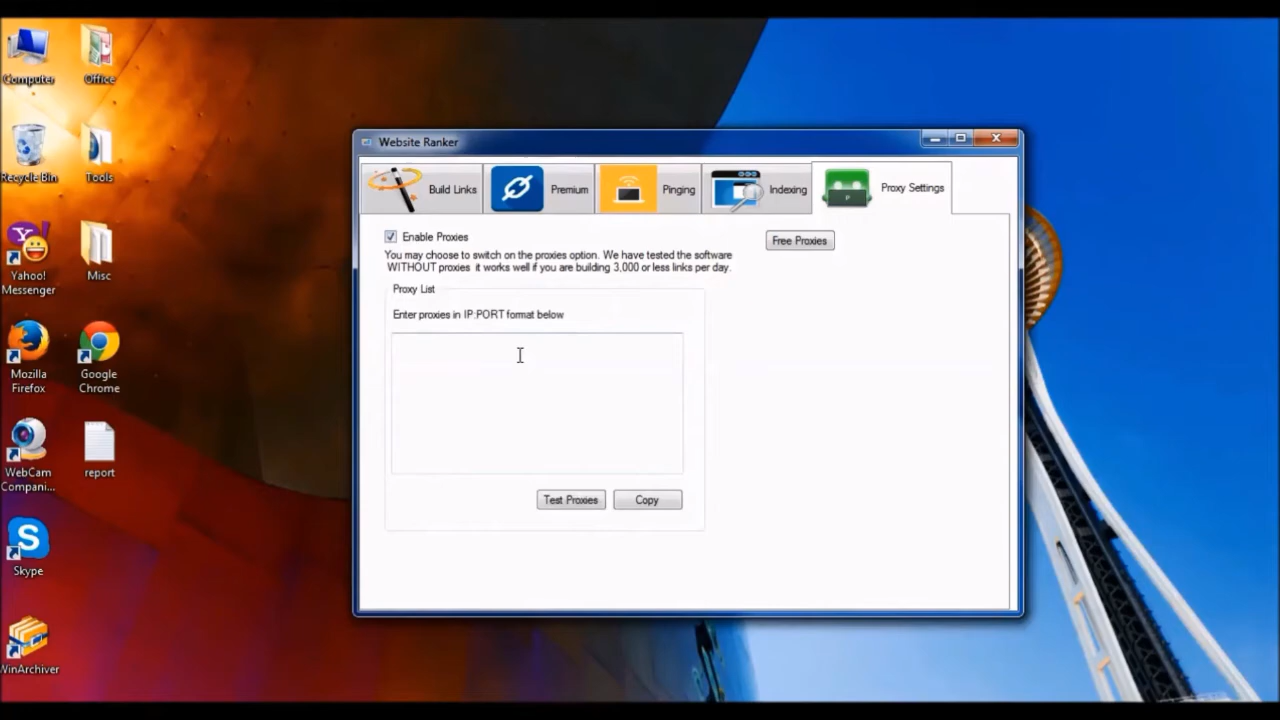 Computer
Office
Recycle Bin
Tools
Yahoo!
Messenger
Misc
Mozilla
Firefox
Google
Chrome
WebCam
Compani...
report
Skype
WinArchiver
Website Ranker
Build Links
Premium
Pinging
Indexing
P
Proxy Settings
Enable Proxies
Free Proxies
You may choose to switch on the proxies option. We have tested the software
WITHOUT proxies it works well if you are building 3,000 or less links per day.
Proxy List
Enter proxies in IP:PORT format below
Test Proxies
Copy